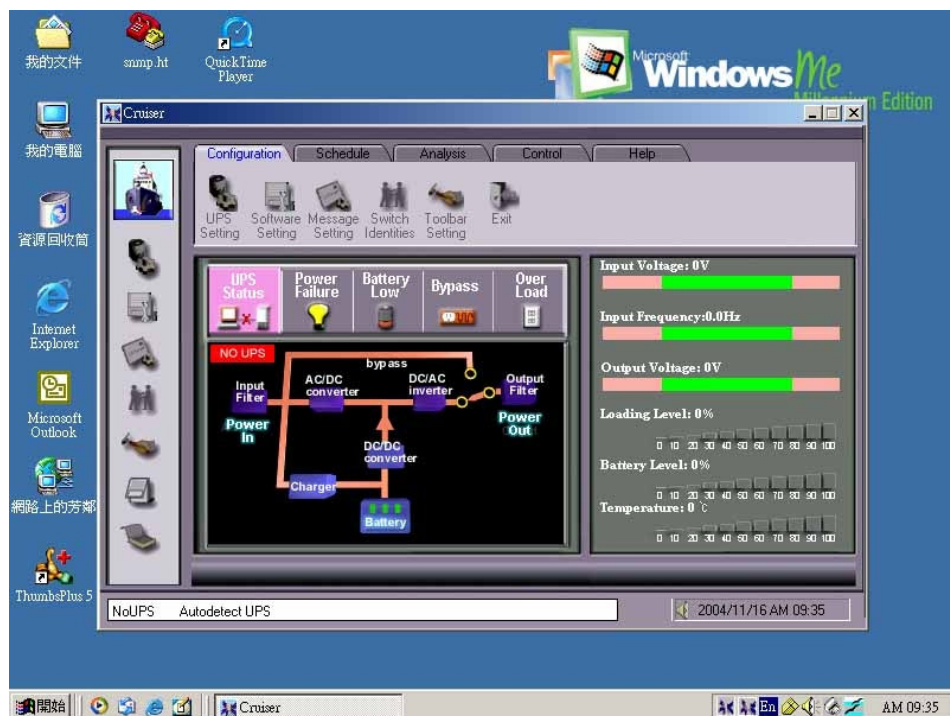 我的文件
snmp.ht
QuickTime
Player
Microsoft
Windows Me
Millennium Edition
我的電腦
資源回收筒
Internet
Explorer
Microsoft
Outlook
網路上的芳鄰
ThumbsPlus 5
Cruiser
Configuration
Schedule
Analysis
Control
Help
UPS
Setting
Software
Setting
Message
Setting
Switch
Identities
Toolbar
Setting
Exit
UPS
Status
Power
Failure
Battery
Low
Bypass
Over
Load
NO UPS
bypass
Input
Filter
AC/DC
converter
DC/AC
inverter
Output
Filter
Power
In
Power
Out
DC/DC
converter
Charger
Battery
Input Voltage: 0V
Input Frequency:0.0Hz
Output Voltage: 0V
Loading Level: 0%
0 10 20 30 40 50 60 70 80 90 100
Battery Level: 0%
0 10 20 30 40 50 60 70 80 90 100
Temperature: 0 ℃
0 10 20 30 40 50 60 70 80 90 100
NoUPS Autodetect UPS
2004/11/16 AM 09:35
開始
Cruiser
En
AM 09:35